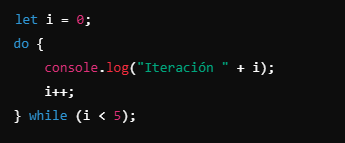 let i = 0;
do {
    console.log("Iteración " + i);
    i++;
} while (i < 5);